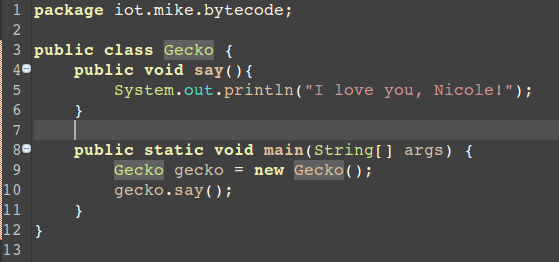 1 package iot.mike.bytecode;
2
3 public class Gecko {
4 public void say(){
5 System.out.println("I love you, Nicole!");
6 }
7
8 public static void main(String[] args) {
9 Gecko gecko = new Gecko();
10 gecko.say();
11 }
12 }
13